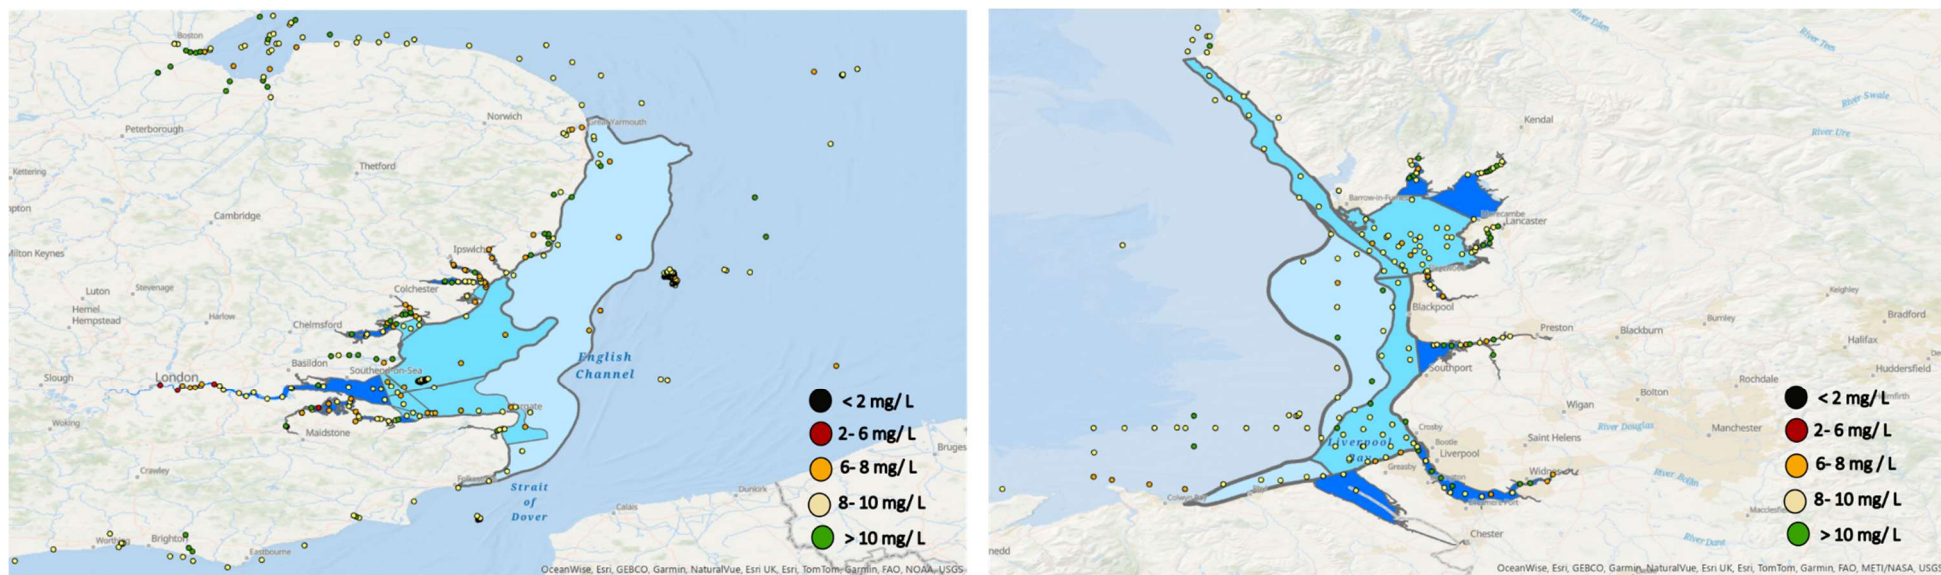 Boston
Peterborough
Norwich
Great Yarmouth
Kettering
Thetford
Cambridge
Milton Keynes
Ipswich
Luton
Stevenage
Colchester
Hemel
Hempstead
Harlow
Chelmsford
Basildon
Southend-on-Sea
English
Channel
Slough
London
Woking
Maidstone
Crawley
Strait
of
Dover
Bruges
Dunkirk
Calais
Worthing
Brighton
Eastbourne
< 2 mg/ L
2- 6 mg/ L
6- 8 mg/ L
8- 10 mg/ L
> 10 mg/ L
OceanWise, Esri, GEBCO, Garmin, NaturalVue, Esri UK, Esri, TomTom, Garmin, FAO, NOAA, USGS
River Eden
River Tees
River Swale
River Ure
Kendal
Barrow-in-Furness
Lancaster
Blackpool
Keighley
Bradford
Preston
Blackburn
Burnley
Halifax
Southport
Huddersfield
Rochdale
Bolton
Wigan
Crosby
River Douglas
Manchester
Saint Helens
Liverpool
Bay
Bootle
Liverpool
Greasby
Widnes
River Bollin
Colwyn Bay
Chester
River Dane
< 2 mg/ L
2- 6 mg/ L
6- 8 mg/ L
8- 10 mg/ L
> 10 mg/ L
OceanWise, Esri, GEBCO, Garmin, NaturalVue, Esri UK, Esri, TomTom, Garmin, FAO, METI/NASA, USGS